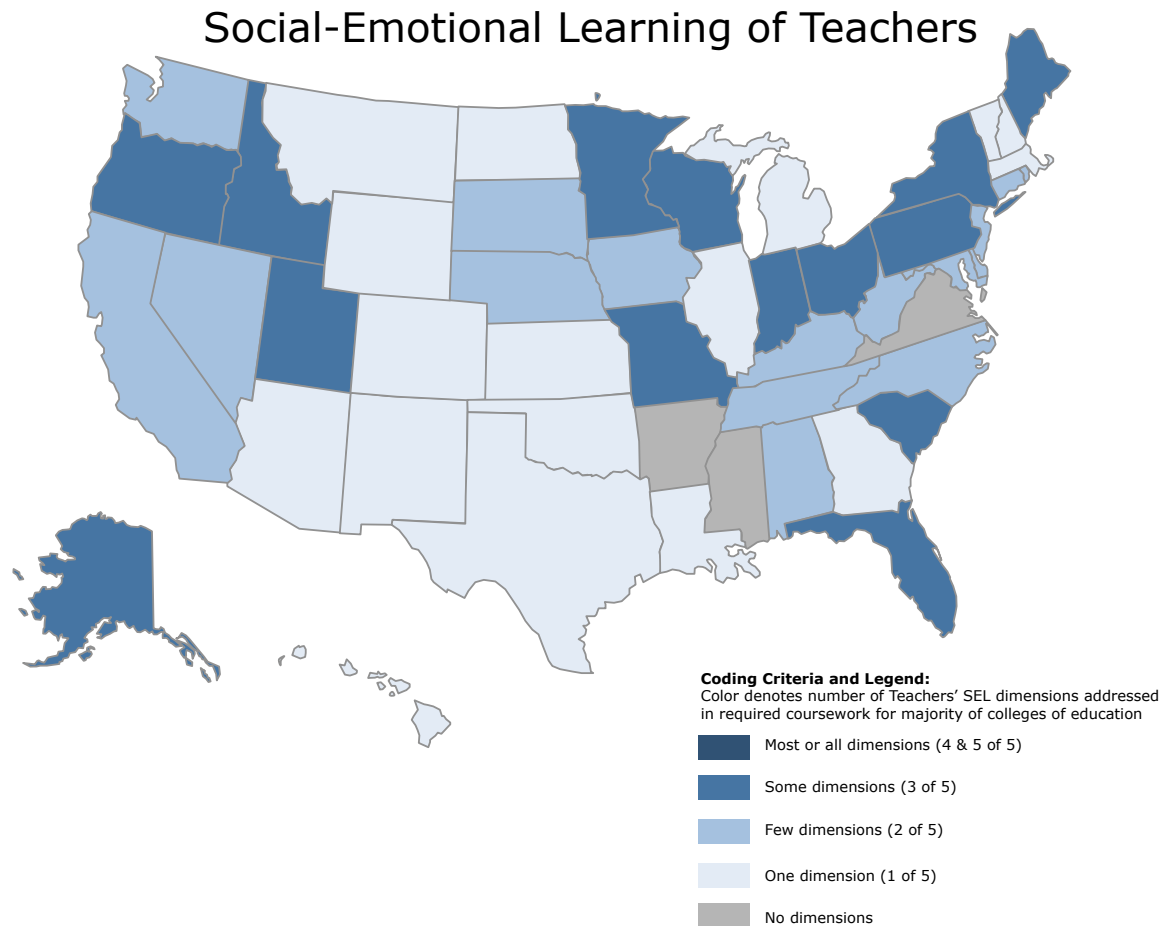 Social-Emotional Learning of Teachers
Coding Criteria and Legend:
Color denotes number of Teachers’ SEL dimensions addressed
in required coursework for majority of colleges of education
Most or all dimensions (4 & 5 of 5)
Some dimensions (3 of 5)
Few dimensions (2 of 5)
One dimension (1 of 5)
No dimensions